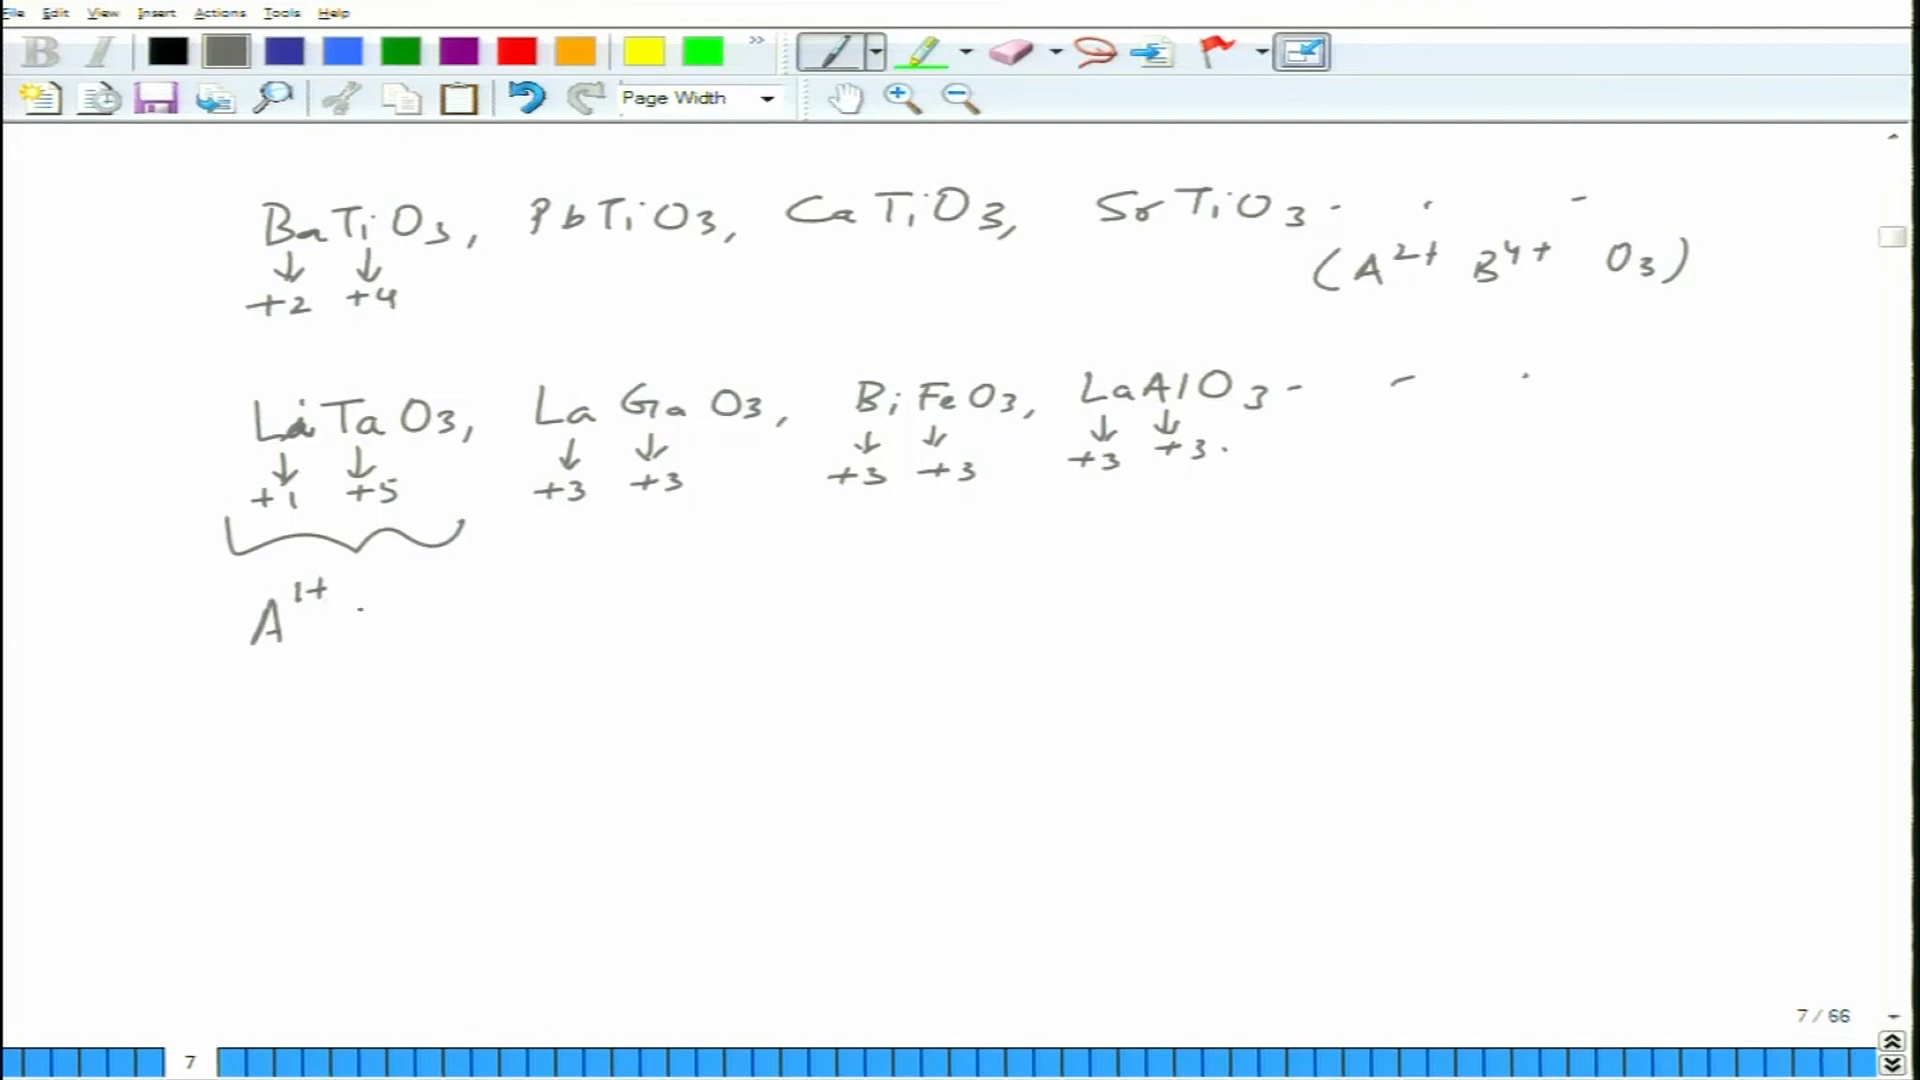 File Edit View Insert Actions Tools Help
B I
Page Width
BaTiO3, PbTiO3, CaTiO3, SrTiO3 - . -
↓ ↓ (A²⁺ B⁴⁺ O3)
+2 +4
LiTaO3, LaGaO3, BiFeO3, LaAlO3 - - .
↓ ↓ ↓ ↓ ↓ ↓ ↓ ↓
+1 +5 +3 +3 +3 +3 +3 +3.
A¹⁺
7 / 66
7